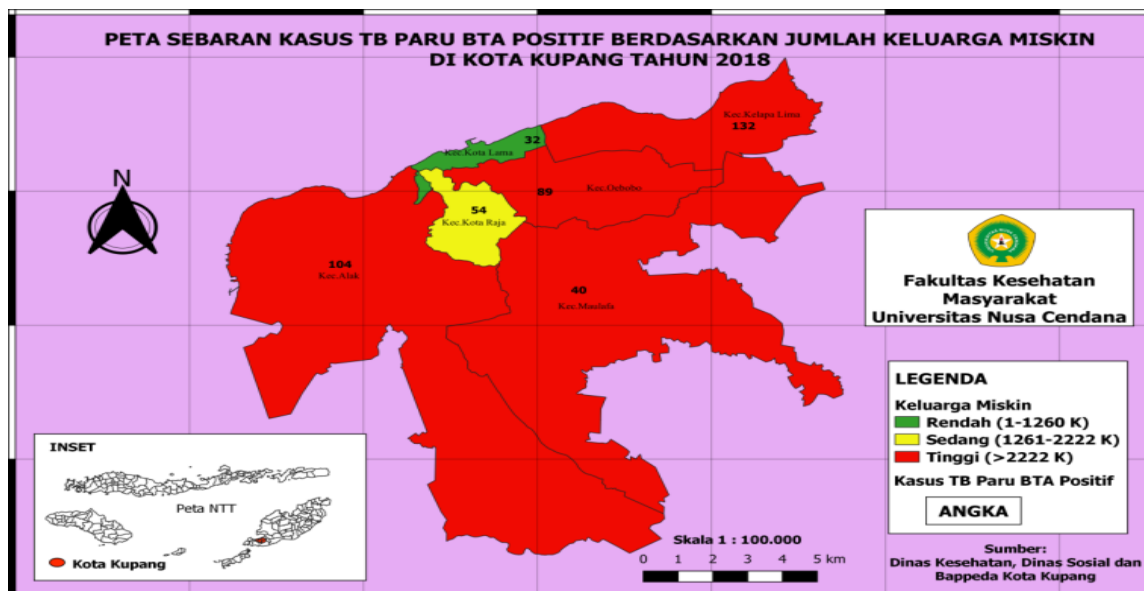 PETA SEBARAN KASUS TB PARU BTA POSITIF BERDASARKAN JUMLAH KELUARGA MISKIN
DI KOTA KUPANG TAHUN 2018
Kec.Kelapa Lima
132
32
Kec.Kota Lama
Kec.Oebobo
89
54
Kec.Kota Raja
104
Kec.Alak
40
Kec.Maulafa
N
Fakultas Kesehatan
Masyarakat
Universitas Nusa Cendana
LEGENDA
Keluarga Miskin
Rendah (1-1260 K)
Sedang (1261-2222 K)
Tinggi (>2222 K)
Kasus TB Paru BTA Positif
ANGKA
INSET
Peta NTT
Kota Kupang
Skala 1 : 100.000
0 1 2 3 4 5 km
Sumber:
Dinas Kesehatan, Dinas Sosial dan
Bappeda Kota Kupang